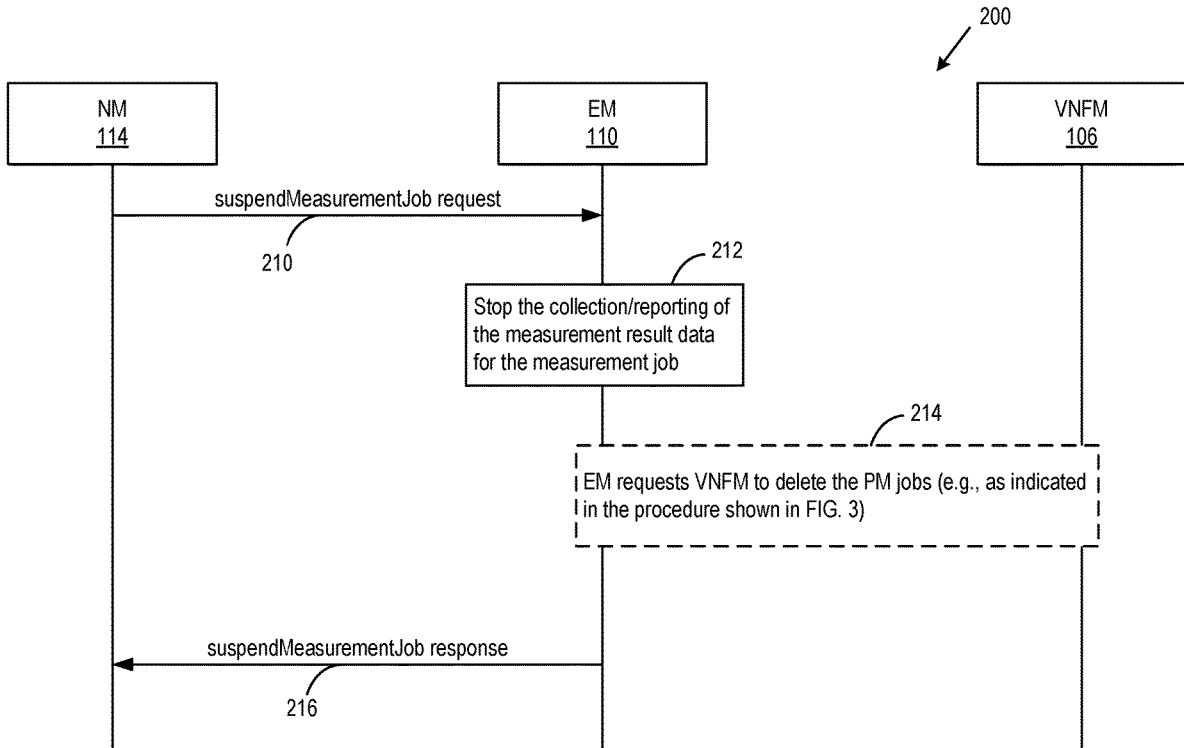 200
NM
114
EM
110
VNFM
106
suspendMeasurementJob request
210
212
Stop the collection/reporting of
the measurement result data
for the measurement job
214
EM requests VNFM to delete the PM jobs (e.g., as indicated
in the procedure shown in FIG. 3)
suspendMeasurementJob response
216